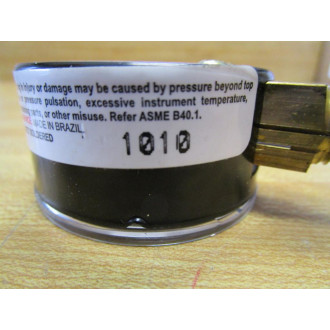 injury or damage may be caused by pressure beyond top
pressure pulsation, excessive instrument temperature,
parts, or other misuse. Refer ASME B40.1.
MADE IN BRAZIL
1010